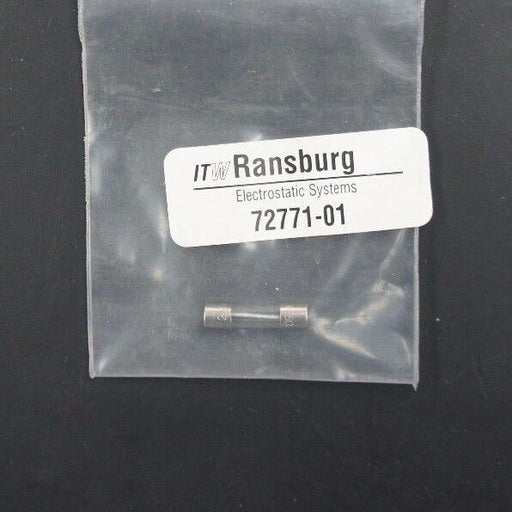 ITW Ransburg
Electrostatic Systems
72771-01